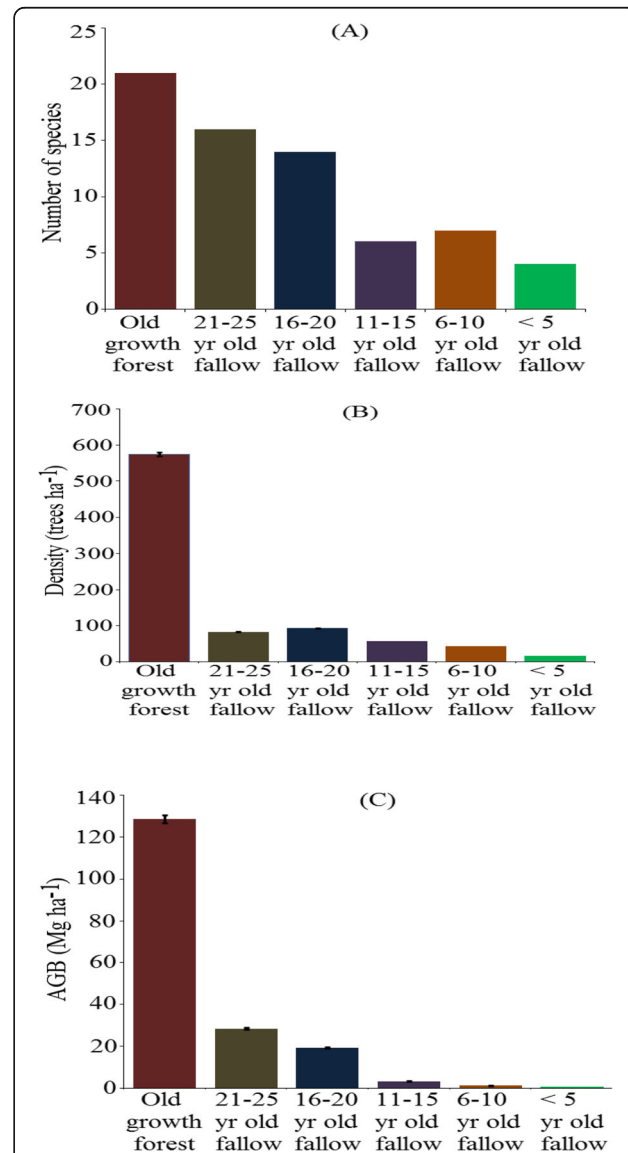 (A)
Number of species
25
20
15
10
5
0
Old 21-25 16-20 11-15 6-10 < 5
growth yr old yr old yr old yr old yr old
forest fallow fallow fallow fallow fallow
(B)
Density (trees ha-1)
700
600
500
400
300
200
100
0
Old 21-25 16-20 11-15 6-10 < 5
growth yr old yr old yr old yr old yr old
forest fallow fallow fallow fallow fallow
(C)
AGB (Mg ha-1)
140
120
100
80
60
40
20
0
Old 21-25 16-20 11-15 6-10 < 5
growth yr old yr old yr old yr old yr old
forest fallow fallow fallow fallow fallow